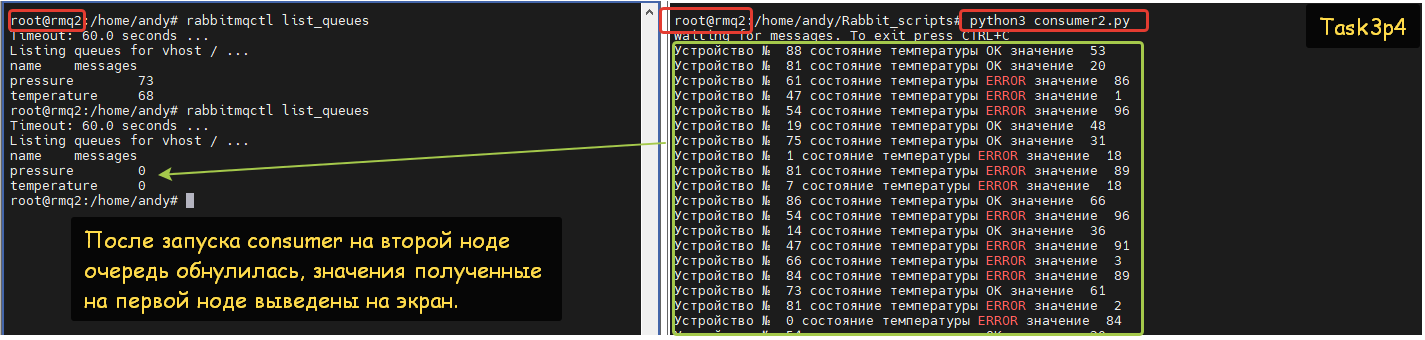 root@rmq2:/home/andy# rabbitmqctl list_queues
Timeout: 60.0 seconds ...
Listing queues for vhost / ...
name messages
pressure 73
temperature 68
root@rmq2:/home/andy# rabbitmqctl list_queues
Timeout: 60.0 seconds ...
Listing queues for vhost / ...
name messages
pressure 0
temperature 0
root@rmq2:/home/andy#
После запуска consumer на второй ноде
очередь обнулилась, значения полученные
на первой ноде выведены на экран.
root@rmq2:/home/andy/Rabbit_scripts# python3 consumer2.py
Waiting for messages. To exit press CTRL+C
Устройство № 88 состояние температуры OK значение 53
Устройство № 81 состояние температуры OK значение 20
Устройство № 61 состояние температуры ERROR значение 86
Устройство № 47 состояние температуры ERROR значение 1
Устройство № 54 состояние температуры ERROR значение 96
Устройство № 19 состояние температуры OK значение 48
Устройство № 75 состояние температуры OK значение 31
Устройство № 1 состояние температуры ERROR значение 18
Устройство № 81 состояние температуры ERROR значение 89
Устройство № 7 состояние температуры ERROR значение 18
Устройство № 86 состояние температуры OK значение 66
Устройство № 54 состояние температуры ERROR значение 96
Устройство № 14 состояние температуры OK значение 36
Устройство № 47 состояние температуры ERROR значение 91
Устройство № 66 состояние температуры ERROR значение 3
Устройство № 84 состояние температуры ERROR значение 89
Устройство № 73 состояние температуры OK значение 61
Устройство № 81 состояние температуры ERROR значение 2
Устройство № 0 состояние температуры ERROR значение 84
Task3p4